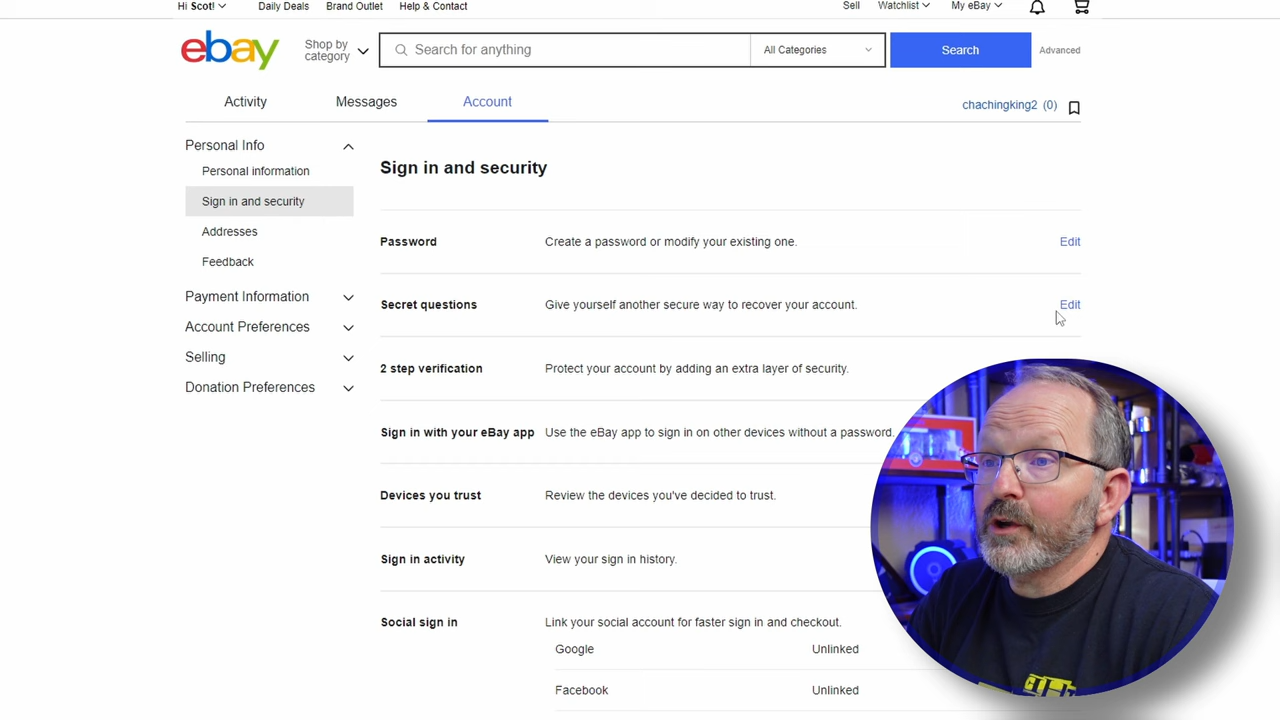 Hi Scot!
Daily Deals
Brand Outlet
Help & Contact
Sell
Watchlist
My eBay
ebay
Shop by
category
Search for anything
All Categories
Search
Advanced
Activity
Messages
Account
chachingking2 (0)
Personal Info
Personal information
Sign in and security
Addresses
Feedback
Payment Information
Account Preferences
Selling
Donation Preferences
Sign in and security
Password
Create a password or modify your existing one.
Edit
Secret questions
Give yourself another secure way to recover your account.
Edit
2 step verification
Protect your account by adding an extra layer of security.
Sign in with your eBay app
Use the eBay app to sign in on other devices without a password.
Devices you trust
Review the devices you've decided to trust.
Sign in activity
View your sign in history.
Social sign in
Link your social account for faster sign in and checkout.
Google
Unlinked
Facebook
Unlinked